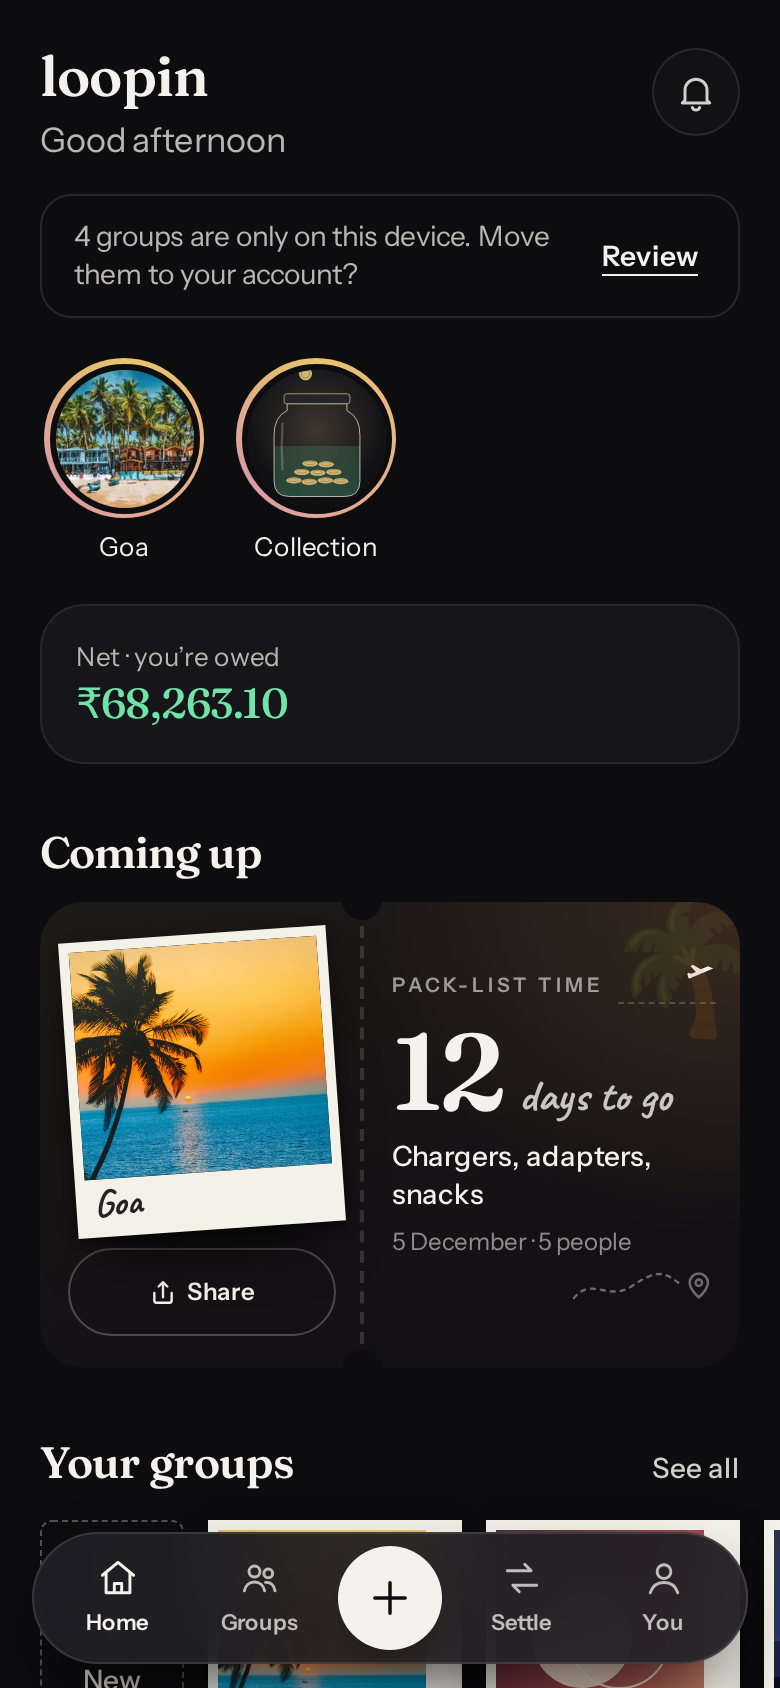 loopin
Good afternoon
4 groups are only on this device. Move
them to your account?
Review
Goa
Collection
Net · you’re owed
₹68,263.10
Coming up
PACK-LIST TIME
12 days to go
Chargers, adapters,
snacks
5 December · 5 people
Goa
Share
Your groups
See all
Home
Groups
Settle
You
New